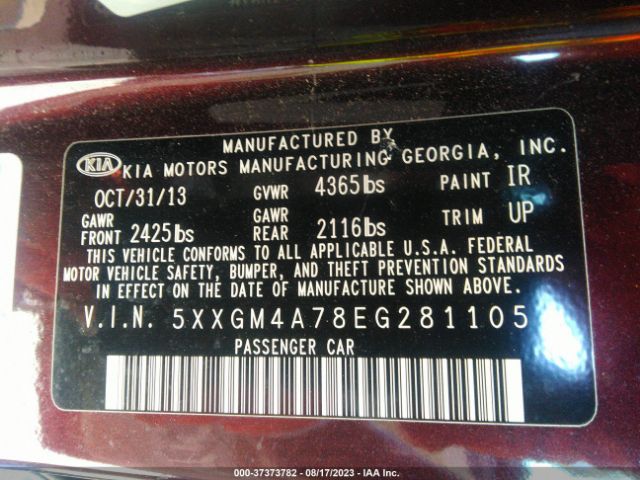 MANUFACTURED BY
KIA KIA MOTORS MANUFACTURING GEORGIA, INC.
OCT/31/13 GVWR 4365lbs PAINT IR
GAWR FRONT 2425lbs GAWR REAR 2116lbs TRIM UP
THIS VEHICLE CONFORMS TO ALL APPLICABLE U.S.A. FEDERAL
MOTOR VEHICLE SAFETY, BUMPER, AND THEFT PREVENTION STANDARDS
IN EFFECT ON THE DATE OF MANUFACTURE SHOWN ABOVE.
V.I.N. 5XXGM4A78EG281105
PASSENGER CAR
000-37373782 - 08/17/2023 - IAA Inc.